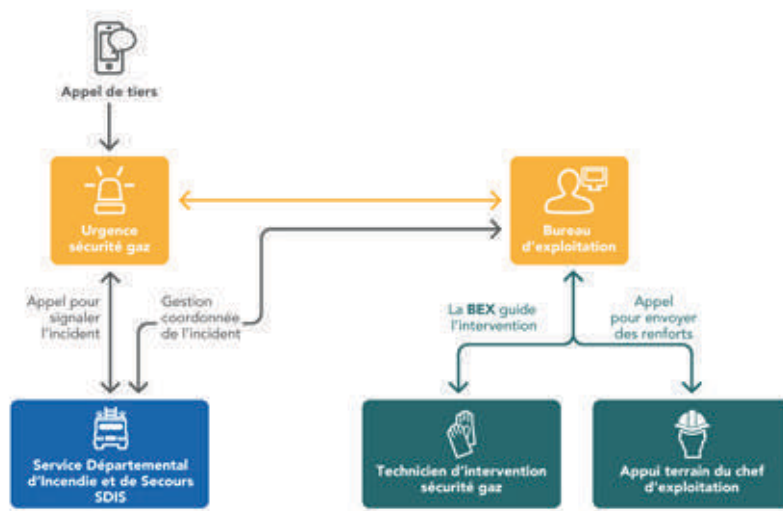 Appel de tiers
Urgence
sécurité gaz
Bureau
d'exploitation
Appel pour
signaler
l'incident
Gestion
coordonnée
de l'incident
La BEX guide
l'intervention
Appel
pour envoyer
des renforts
Service Départemental
d'Incendie et de Secours
SDIS
Technicien d'intervention
sécurité gaz
Appui terrain du chef
d'exploitation